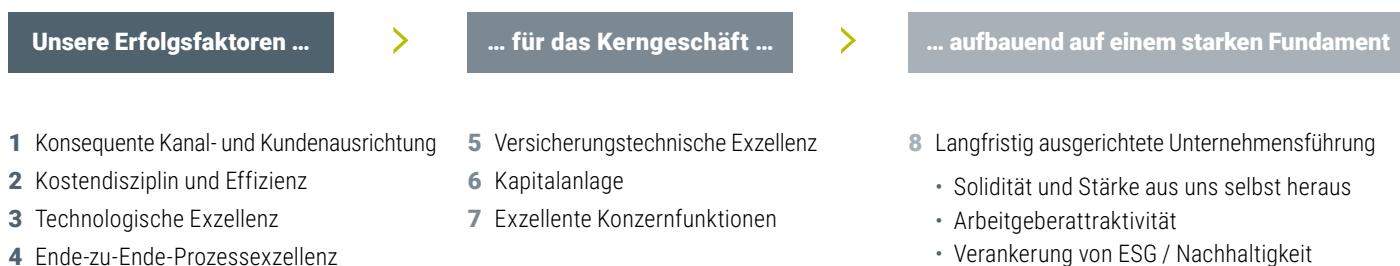 Unsere Erfolgsfaktoren …
… für das Kerngeschäft …
… aufbauend auf einem starken Fundament
1 Konsequente Kanal- und Kundenausrichtung
2 Kostendisziplin und Effizienz
3 Technologische Exzellenz
4 Ende-zu-Ende-Prozessexzellenz
5 Versicherungstechnische Exzellenz
6 Kapitalanlage
7 Exzellente Konzernfunktionen
8 Langfristig ausgerichtete Unternehmensführung
• Solidität und Stärke aus uns selbst heraus
• Arbeitgeberattraktivität
• Verankerung von ESG / Nachhaltigkeit